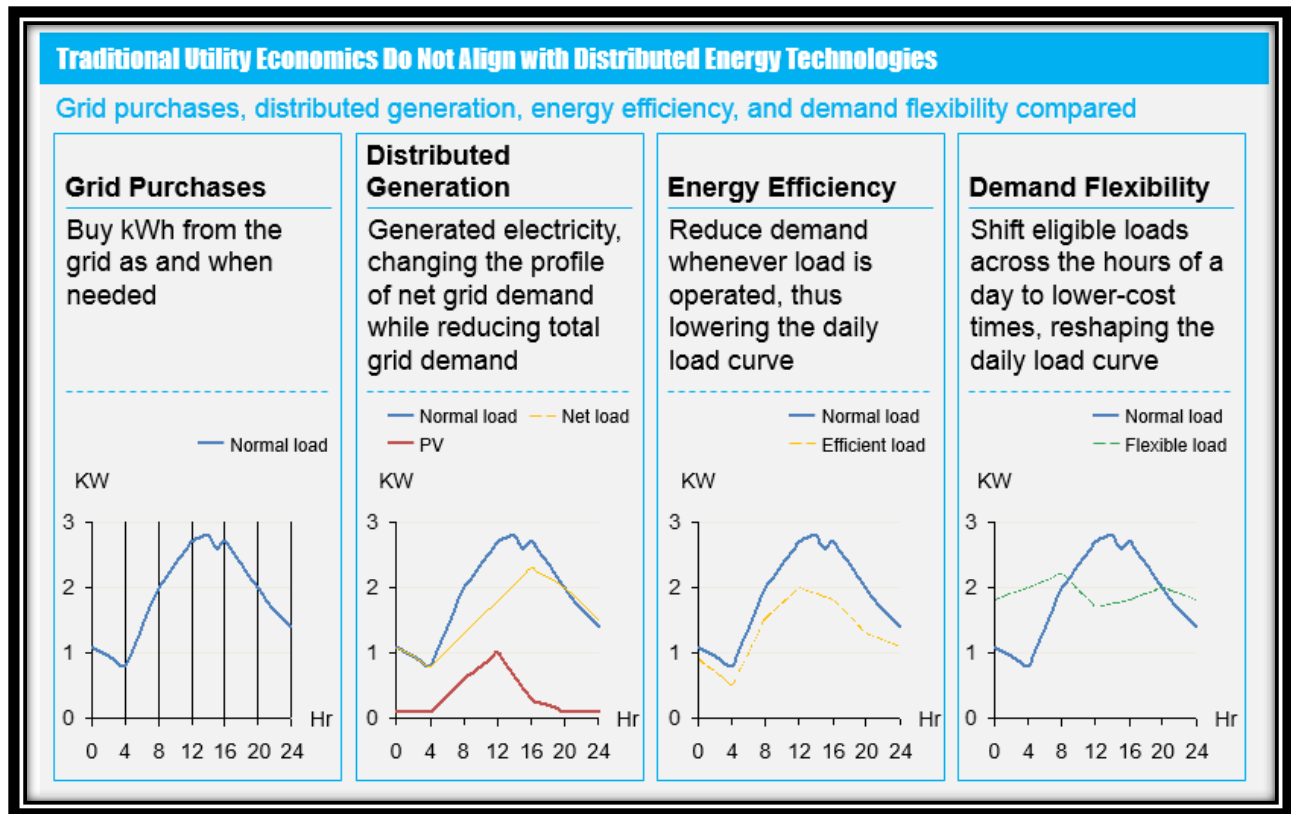 Traditional Utility Economics Do Not Align with Distributed Energy Technologies
Grid purchases, distributed generation, energy efficiency, and demand flexibility compared
Grid Purchases
Buy kWh from the
grid as and when
needed
Normal load
KW
3
2
1
0
Hr
0 4 8 12 16 20 24
Distributed
Generation
Generated electricity,
changing the profile
of net grid demand
while reducing total
grid demand
Normal load Net load
PV
KW
3
2
1
0
Hr
0 4 8 12 16 20 24
Energy Efficiency
Reduce demand
whenever load is
operated, thus
lowering the daily
load curve
Normal load
Efficient load
KW
3
2
1
0
Hr
0 4 8 12 16 20 24
Demand Flexibility
Shift eligible loads
across the hours of a
day to lower-cost
times, reshaping the
daily load curve
Normal load
Flexible load
KW
3
2
1
0
Hr
0 4 8 12 16 20 24